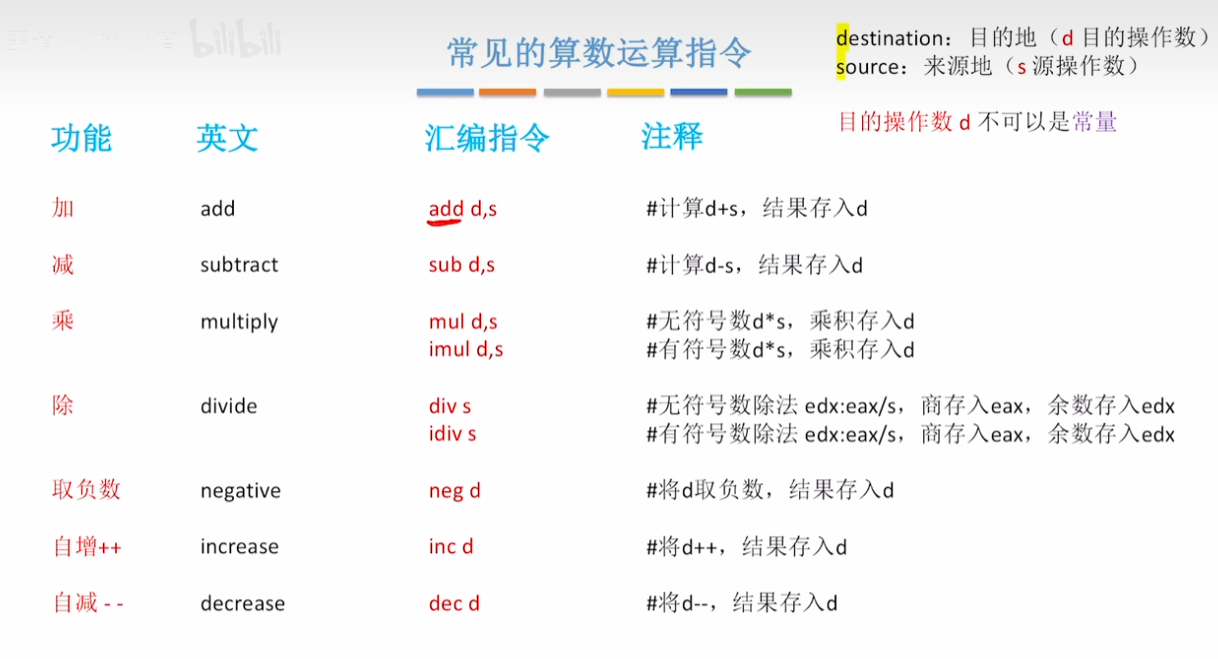 bilibili
常见的算数运算指令
destination：目的地（d 目的操作数）
source：来源地（s 源操作数）
目的操作数 d 不可以是常量
功能 英文 汇编指令 注释
加 add add d,s #计算d+s，结果存入d
减 subtract sub d,s #计算d-s，结果存入d
乘 multiply mul d,s #无符号数d*s，乘积存入d
imul d,s #有符号数d*s，乘积存入d
除 divide div s #无符号数除法 edx:eax/s，商存入eax，余数存入edx
idiv s #有符号数除法 edx:eax/s，商存入eax，余数存入edx
取负数 negative neg d #将d取负数，结果存入d
自增++ increase inc d #将d++，结果存入d
自减 - - decrease dec d #将d--，结果存入d